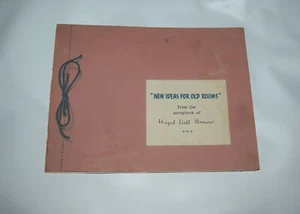 "NEW IDEAS FOR OLD ROOMS"
from the
scrapbook of
Hazel Dell Brown
***